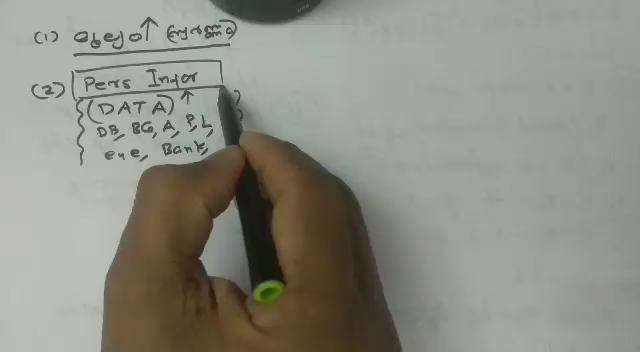 (1)
(2) Pers Infor
(DATA) ↑
DB, BG, A, P, L,
eye, Bank,